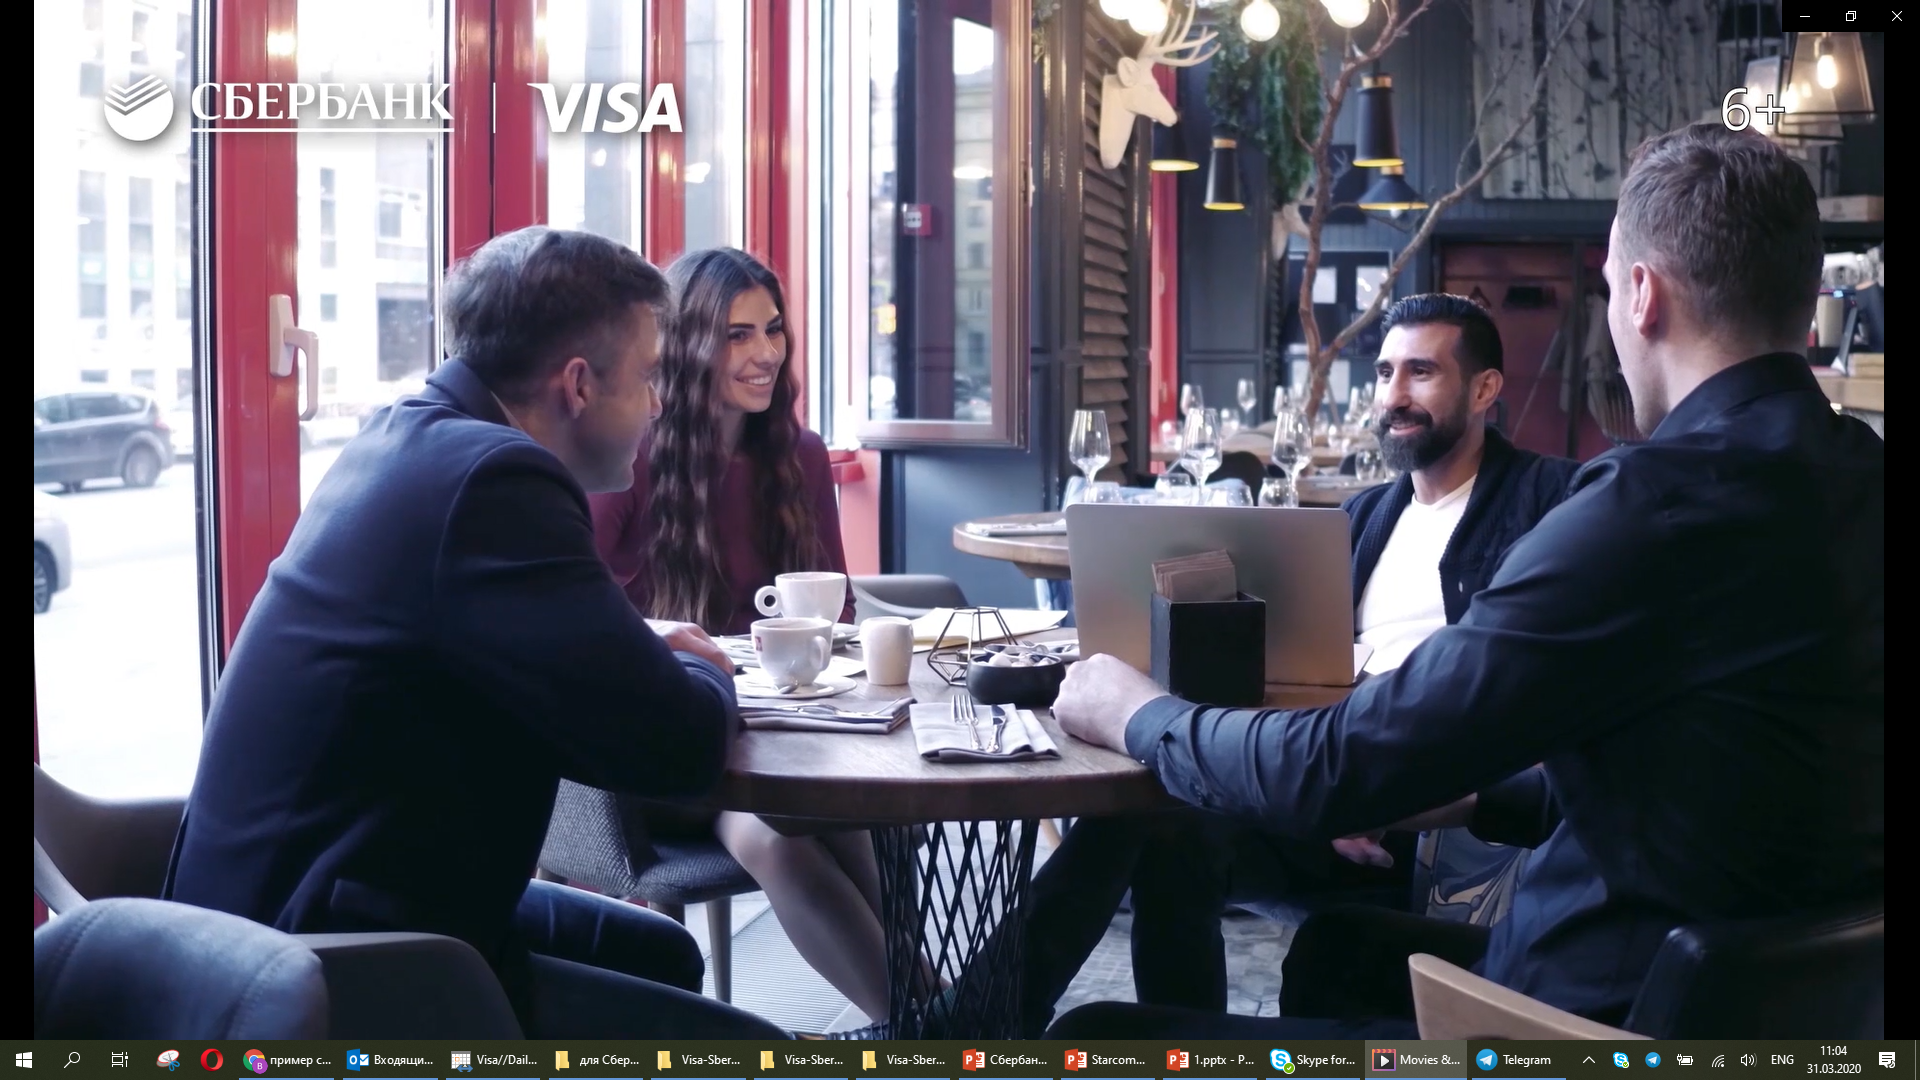 СБЕРБАНК | VISA
6+
пример с...
Входящи...
Visa//Dail...
для Сбер...
Visa-Sber...
Visa-Sber...
Visa-Sber...
Сбербан...
Starcom...
1.pptx - P...
Skype for...
Movies &...
Telegram
ENG
11:04
31.03.2020